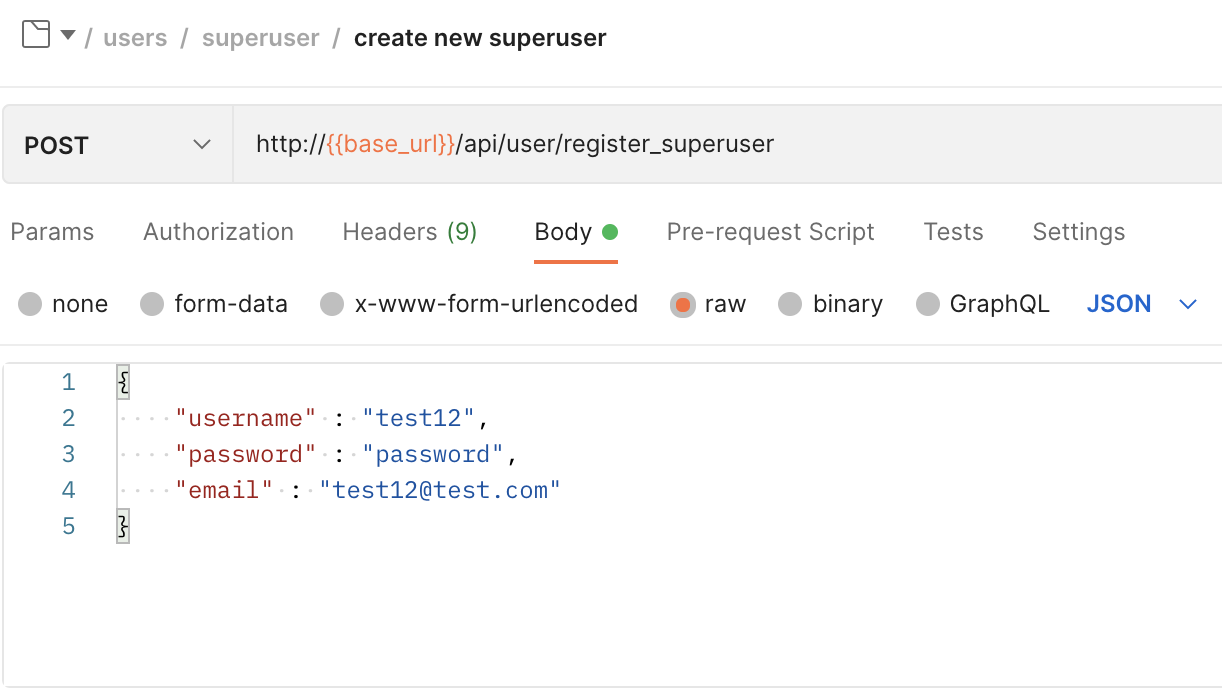 / users / superuser / create new superuser
POST http://{{base_url}}/api/user/register_superuser
Params Authorization Headers (9) Body Pre-request Script Tests Settings
none form-data x-www-form-urlencoded raw binary GraphQL JSON
1 {
2 "username" : "test12",
3 "password" : "password",
4 "email" : "test12@test.com"
5 }